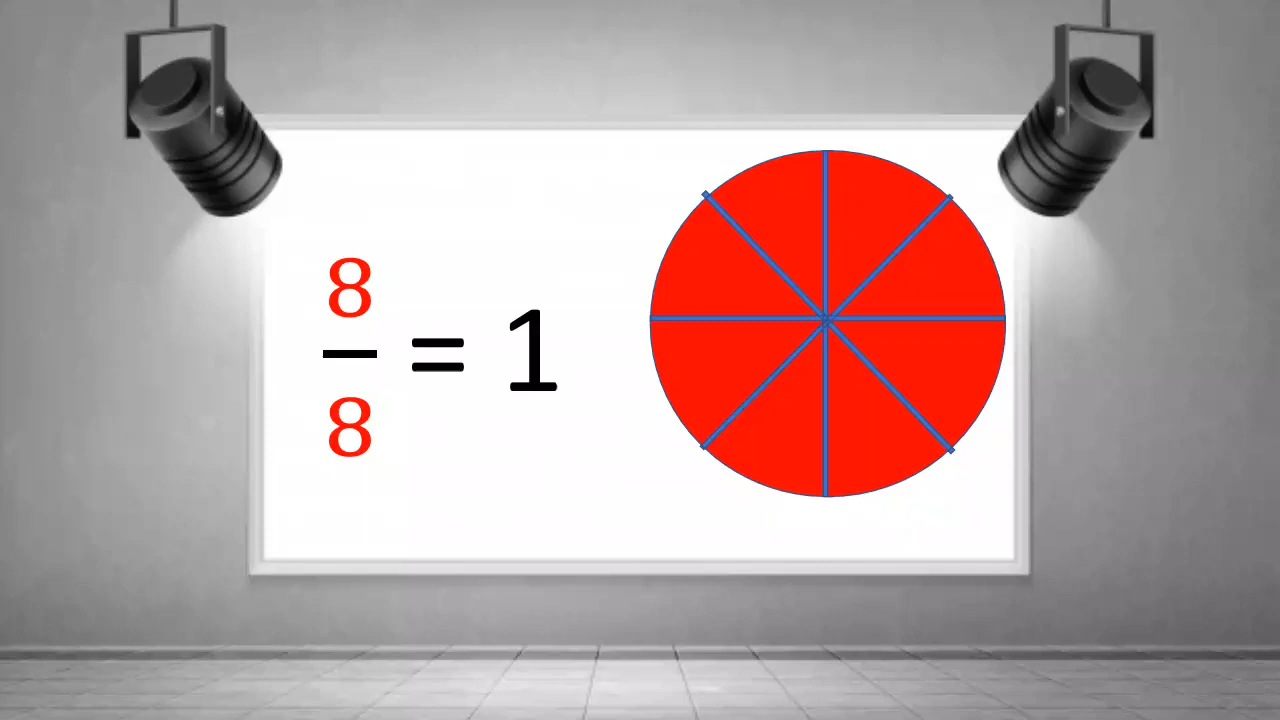 8
— = 1
8